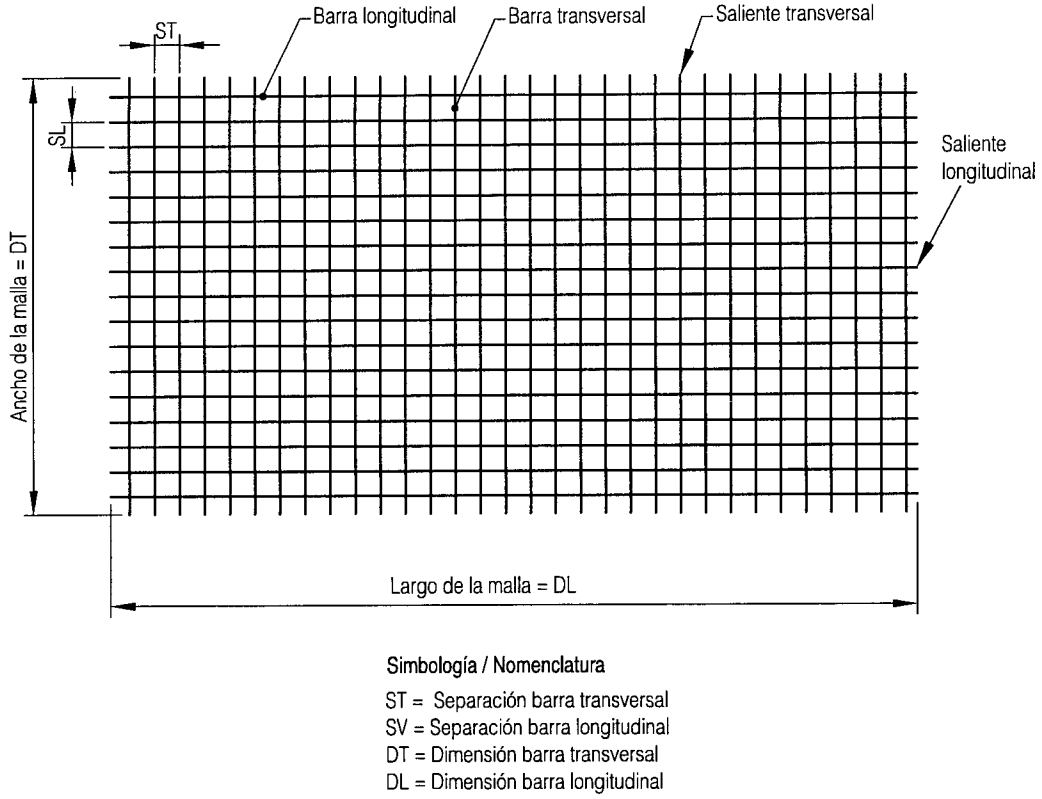 Barra longitudinal
Barra transversal
Saliente transversal
ST
SL
Saliente
longitudinal
Ancho de la malla = DT
Largo de la malla = DL
Simbología / Nomenclatura
ST = Separación barra transversal
SV = Separación barra longitudinal
DT = Dimensión barra transversal
DL = Dimensión barra longitudinal